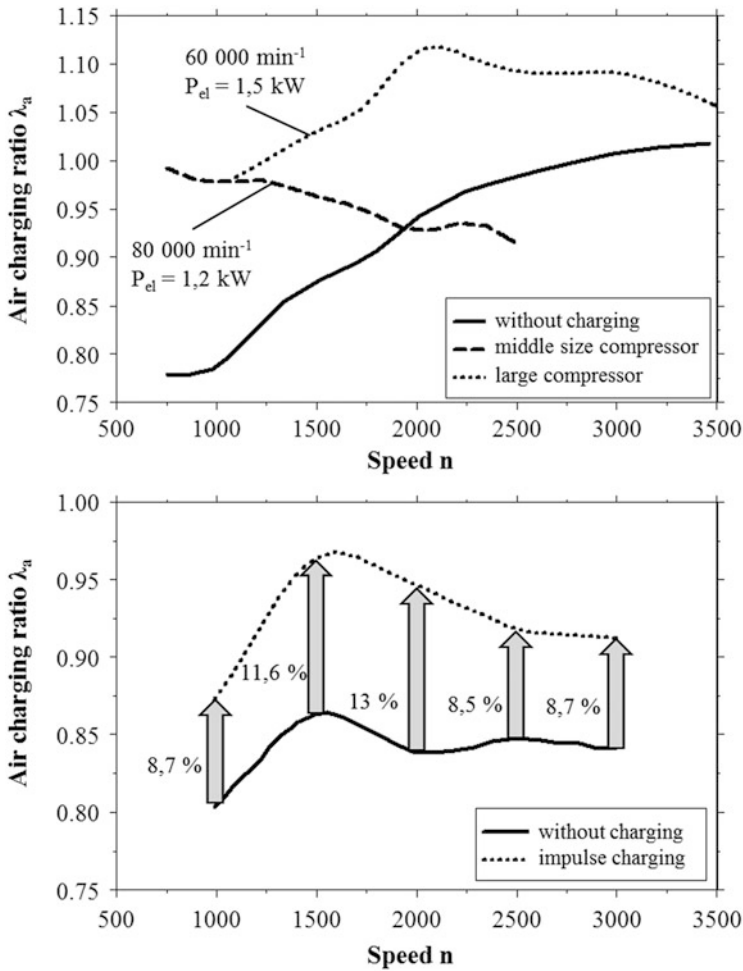 1.15
1.10
1.05
1.00
0.95
0.90
0.85
0.80
0.75
Air charging ratio λa
60 000 min-1
Pel = 1,5 kW
80 000 min-1
Pel = 1,2 kW
without charging
middle size compressor
large compressor
500 1000 1500 2000 2500 3000 3500
Speed n
1.00
0.95
0.90
0.85
0.80
0.75
Air charging ratio λa
8,7 %
11,6 %
13 %
8,5 %
8,7 %
without charging
impulse charging
500 1000 1500 2000 2500 3000 3500
Speed n